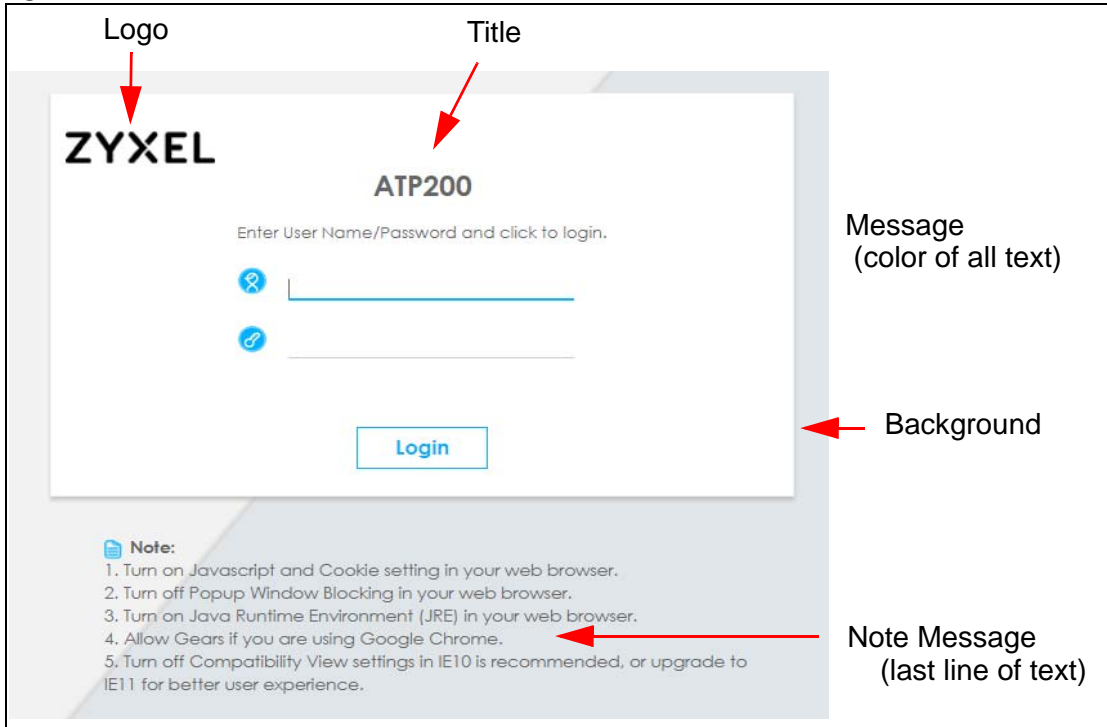 Logo
Title
ZYXEL
ATP200
Enter User Name/Password and click to login.
Message
(color of all text)
Background
Login
Note:
1. Turn on Javascript and Cookie setting in your web browser.
2. Turn off Popup Window Blocking in your web browser.
3. Turn on Java Runtime Environment (JRE) in your web browser.
4. Allow Gears if you are using Google Chrome.
5. Turn off Compatibility View settings in IE10 is recommended, or upgrade to
IE11 for better user experience.
Note Message
(last line of text)